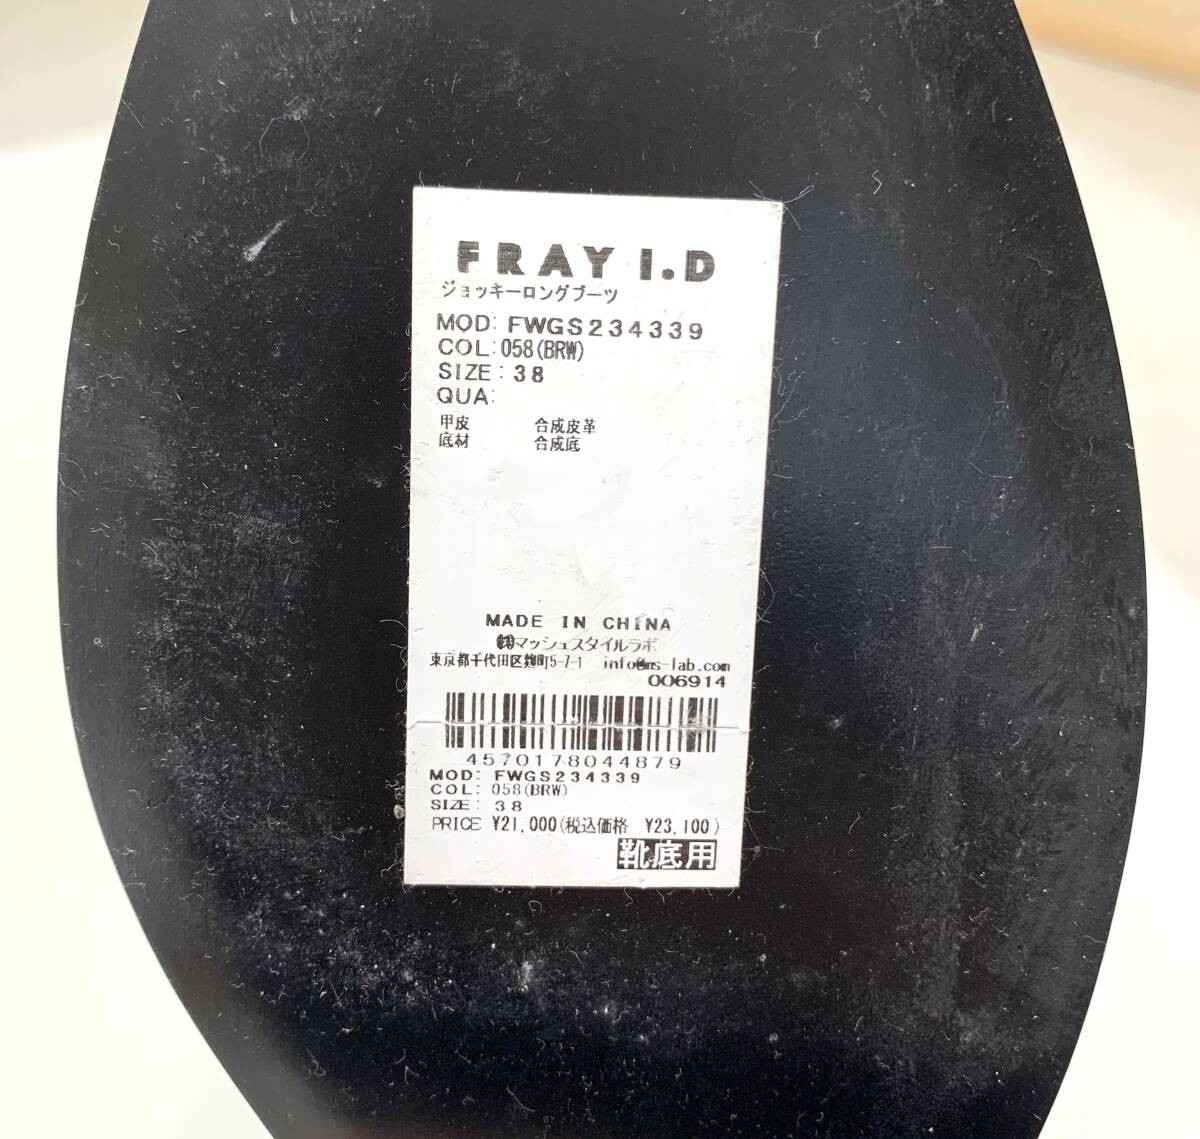 FRAY I.D
ジョッキーロングブーツ
MOD: FWGS234339
COL:058(BRW)
SIZE: 38
QUA:
甲皮 合成皮革
底材 合成底
MADE IN CHINA
㈱マッシュスタイルラボ
東京都千代田区麹町5-7-1 info@ms-lab.com
006914
4570178044879
MOD: FWGS234339
COL: 058(BRW)
SIZE: 38
PRICE ¥21,000(税込価格 ¥23,100)
靴底用